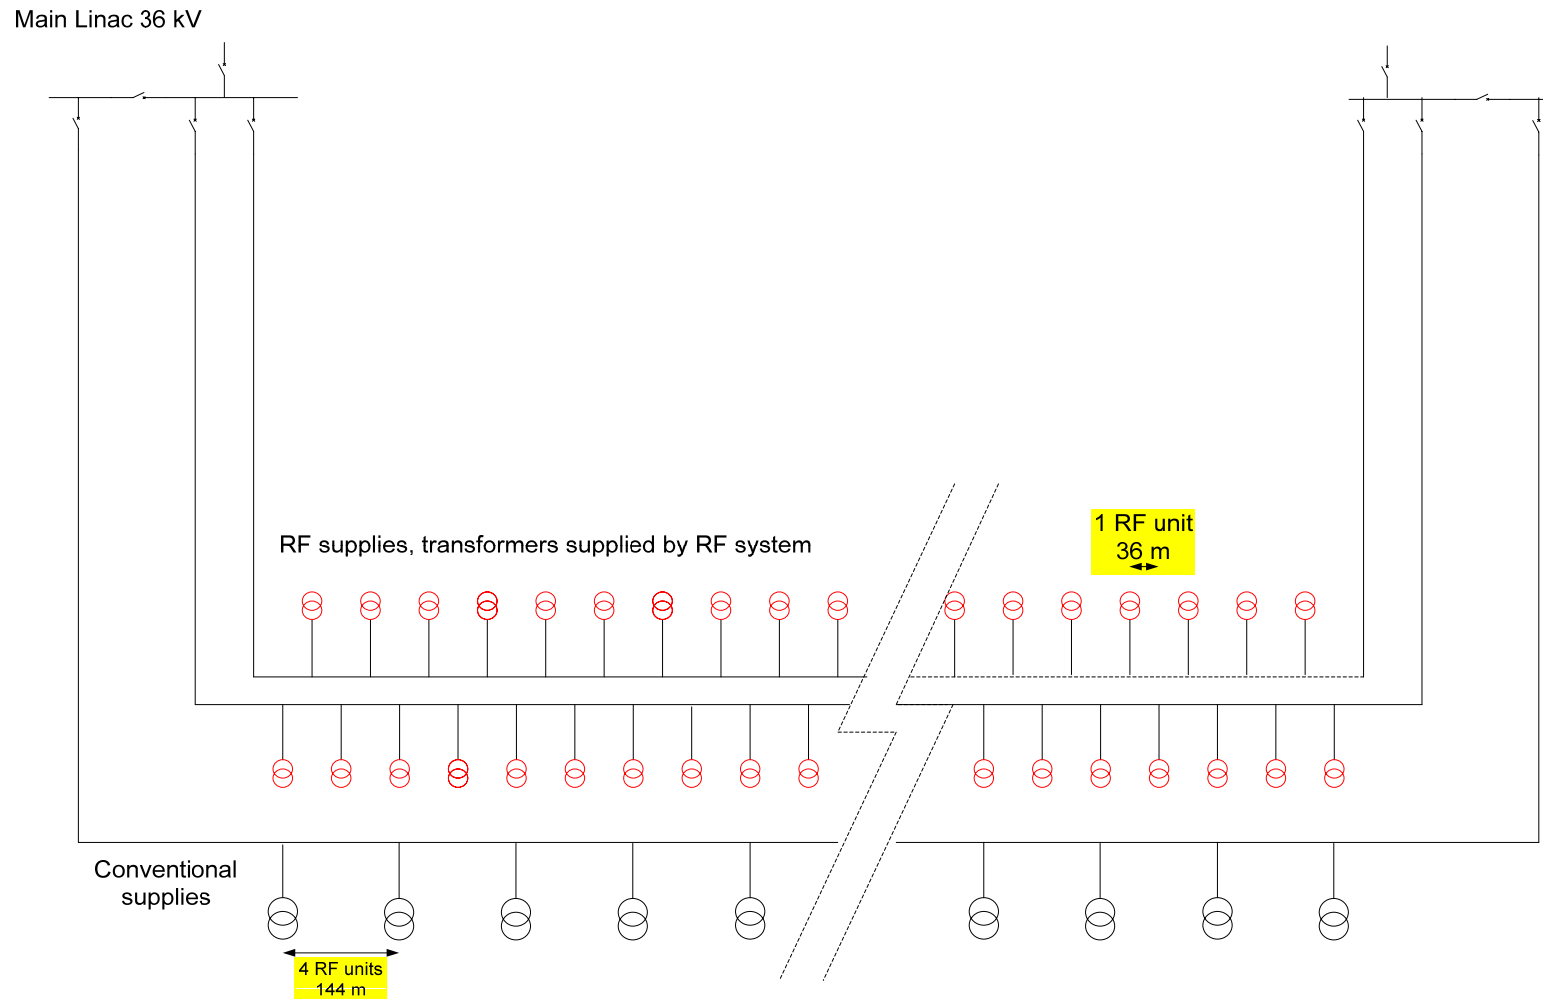 Main Linac 36 kV
RF supplies, transformers supplied by RF system
1 RF unit
36 m
Conventional
supplies
4 RF units
144 m